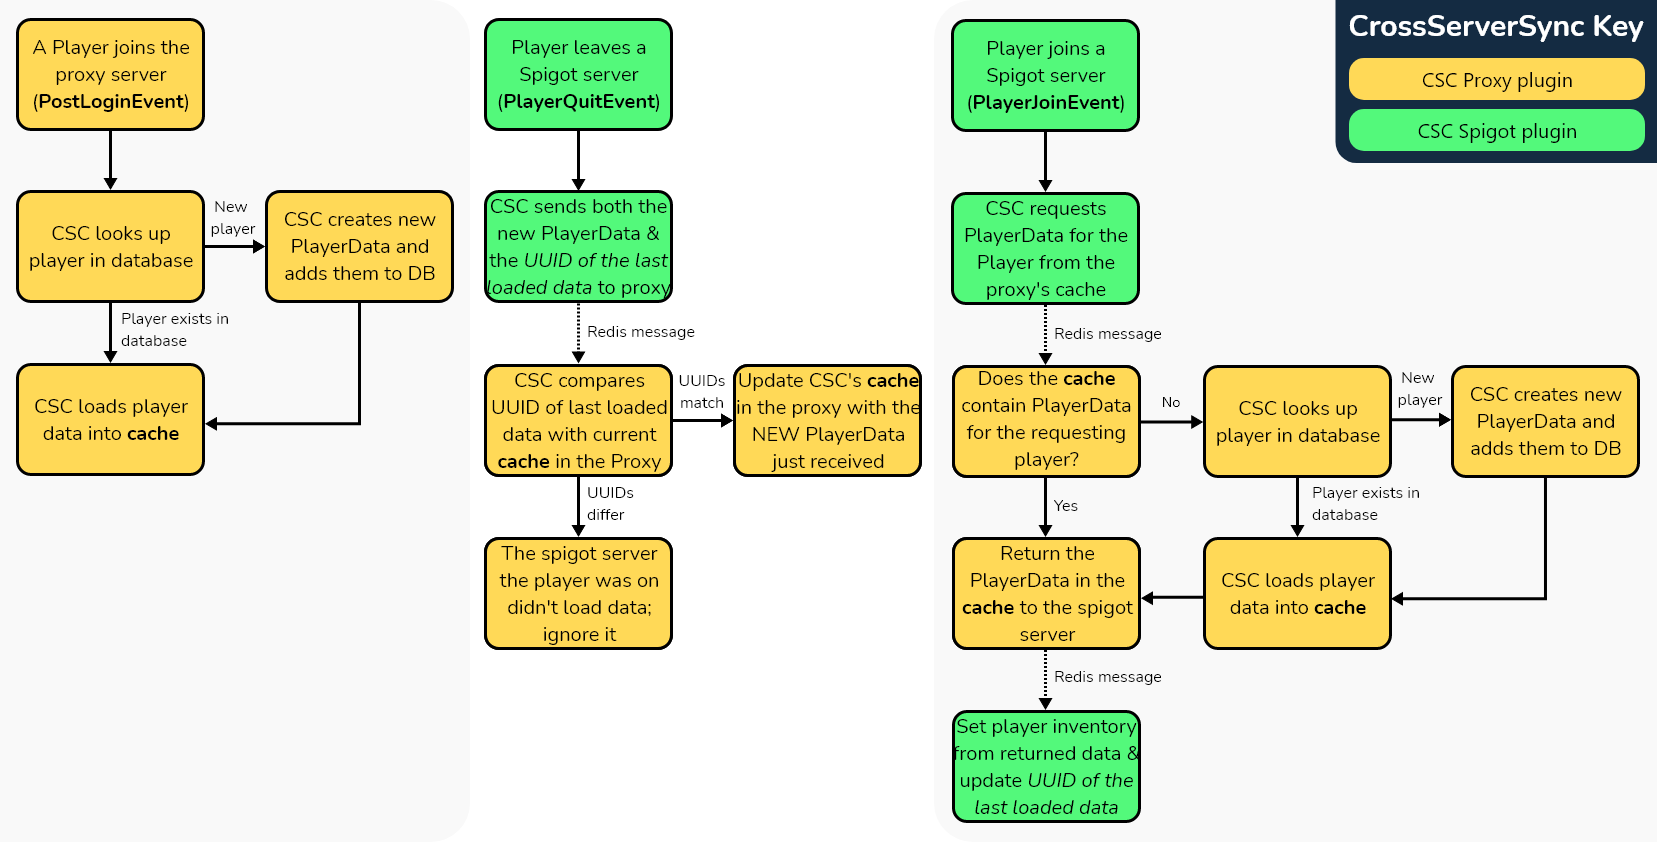 A Player joins the
proxy server
(PostLoginEvent)
CSC looks up
player in database
New
player
CSC creates new
PlayerData and
adds them to DB
Player exists in
database
CSC loads player
data into cache
Player leaves a
Spigot server
(PlayerQuitEvent)
CSC sends both the
new PlayerData &
the UUID of the last
loaded data to proxy
Redis message
CSC compares
UUID of last loaded
data with current
cache in the Proxy
UUIDs
match
Update CSC's cache
in the proxy with the
NEW PlayerData
just received
UUIDs
differ
The spigot server
the player was on
didn't load data;
ignore it
Player joins a
Spigot server
(PlayerJoinEvent)
CSC requests
PlayerData for the
Player from the
proxy's cache
Redis message
Does the cache
contain PlayerData
for the requesting
player?
No
CSC looks up
player in database
New
player
CSC creates new
PlayerData and
adds them to DB
Yes
Player exists in
database
Return the
PlayerData in the
cache to the spigot
server
CSC loads player
data into cache
Redis message
Set player inventory
from returned data &
update UUID of the
last loaded data
CrossServerSync Key
CSC Proxy plugin
CSC Spigot plugin